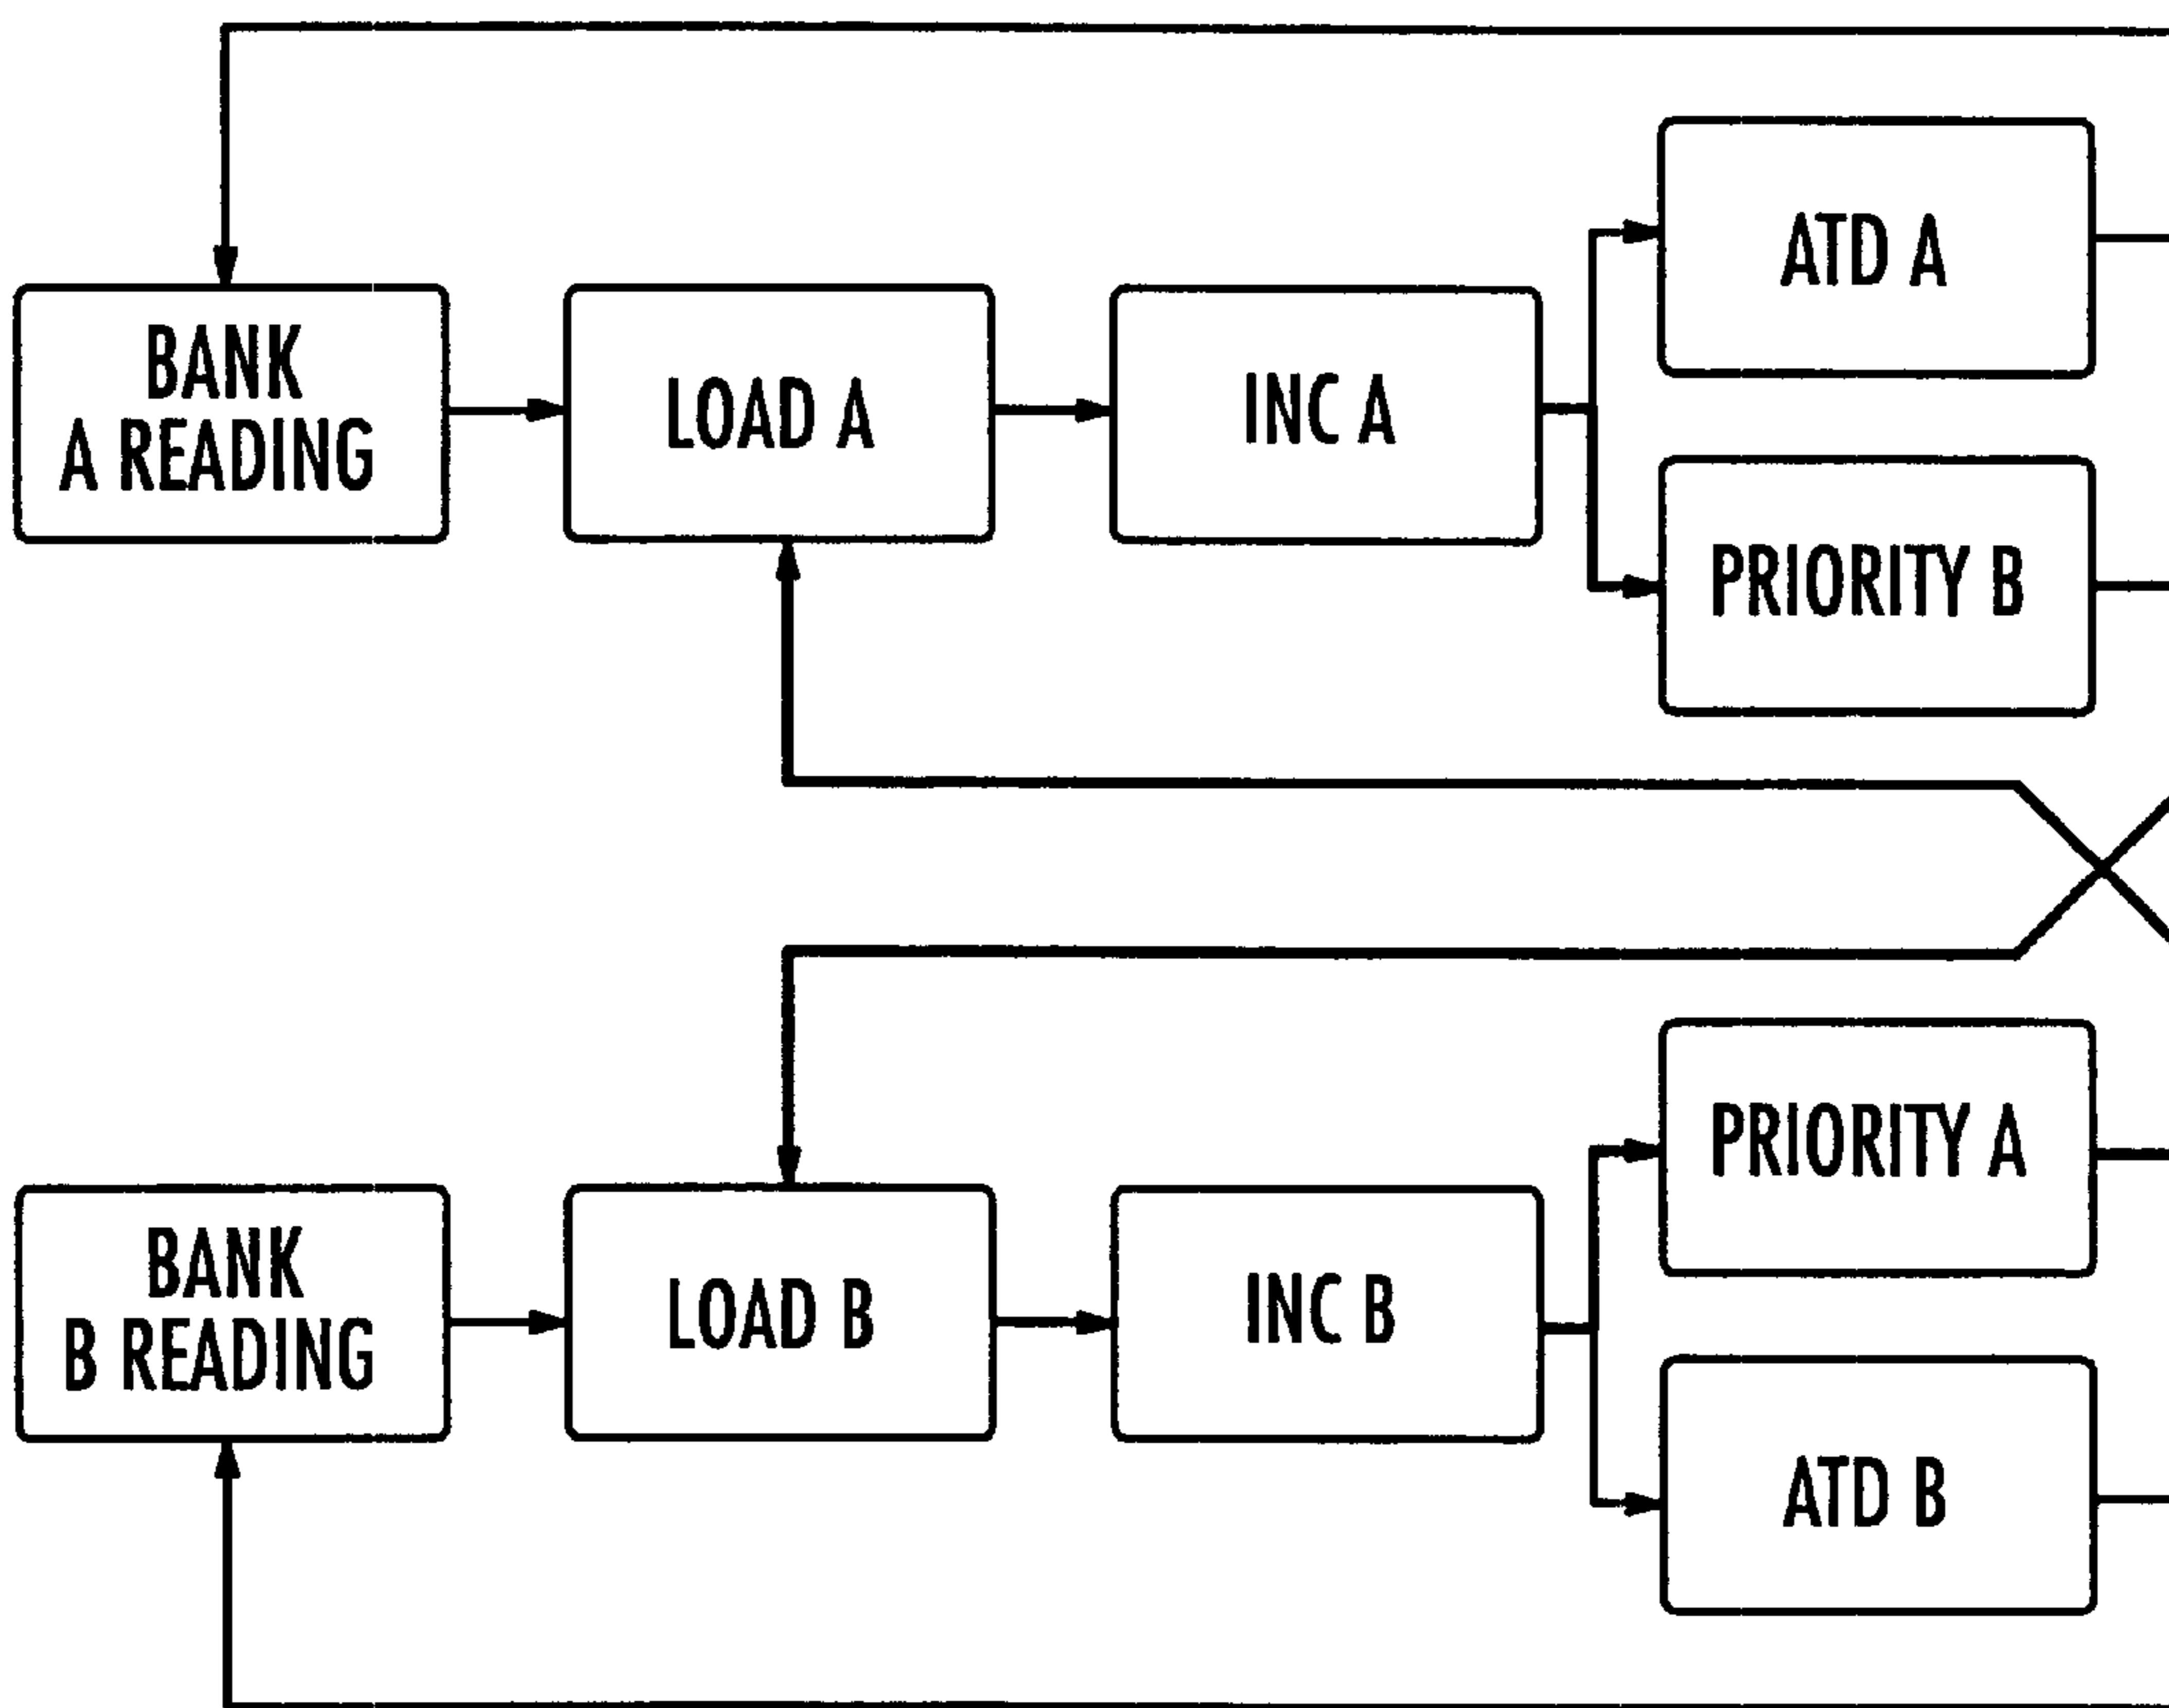 BANK
A READING
LOAD A
INC A
ATD A
PRIORITY B
BANK
B READING
LOAD B
INC B
PRIORITY A
ATD B